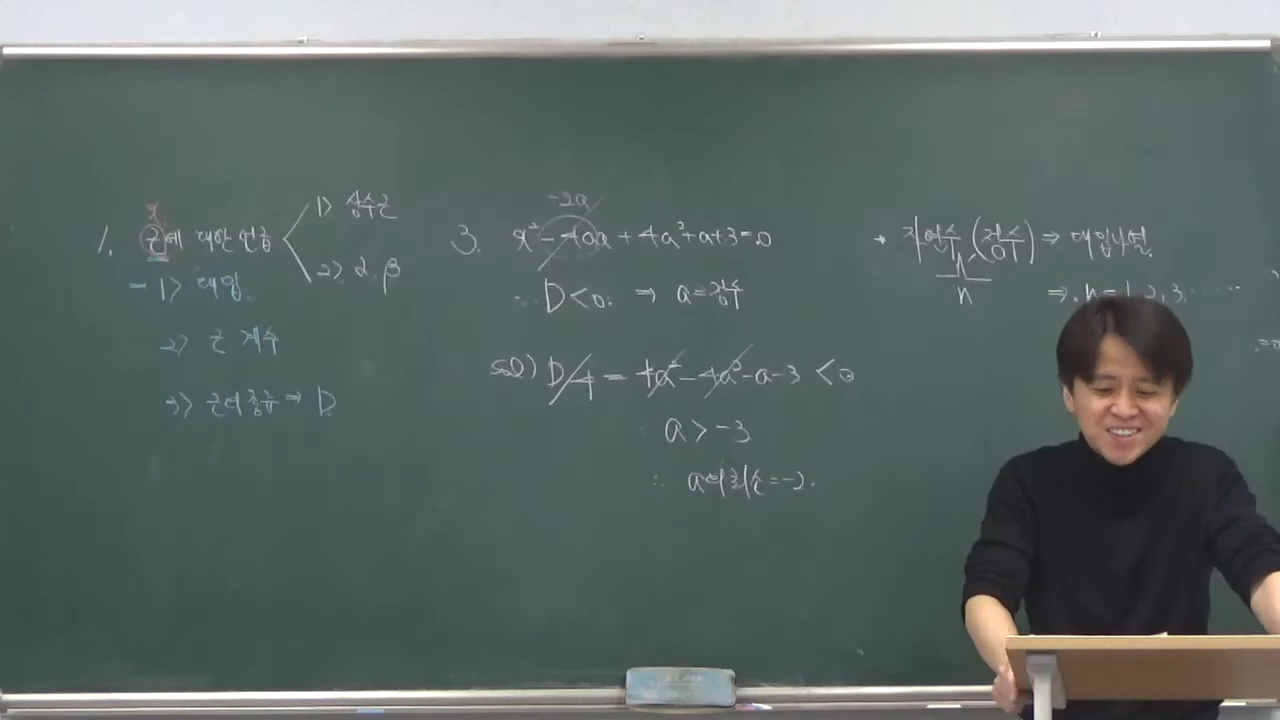 x
1. 근에 대한 언급
1> 상수근
2> α, β
- 1> 대입.
2> 근 계수
3> 근의 종류 ⇒ D
-2a
3. x² - 4ax + 4a² + a + 3 = 0
∴ D < 0. ⇒ a = 정수
sol) D/4 = 4a² - 4a² - a - 3 < 0
a > -3
∴ a의 최소 = -2.
* 자연수 (정수) ⇒ 대입나열.
n
⇒. n = 1, 2, 3, ······